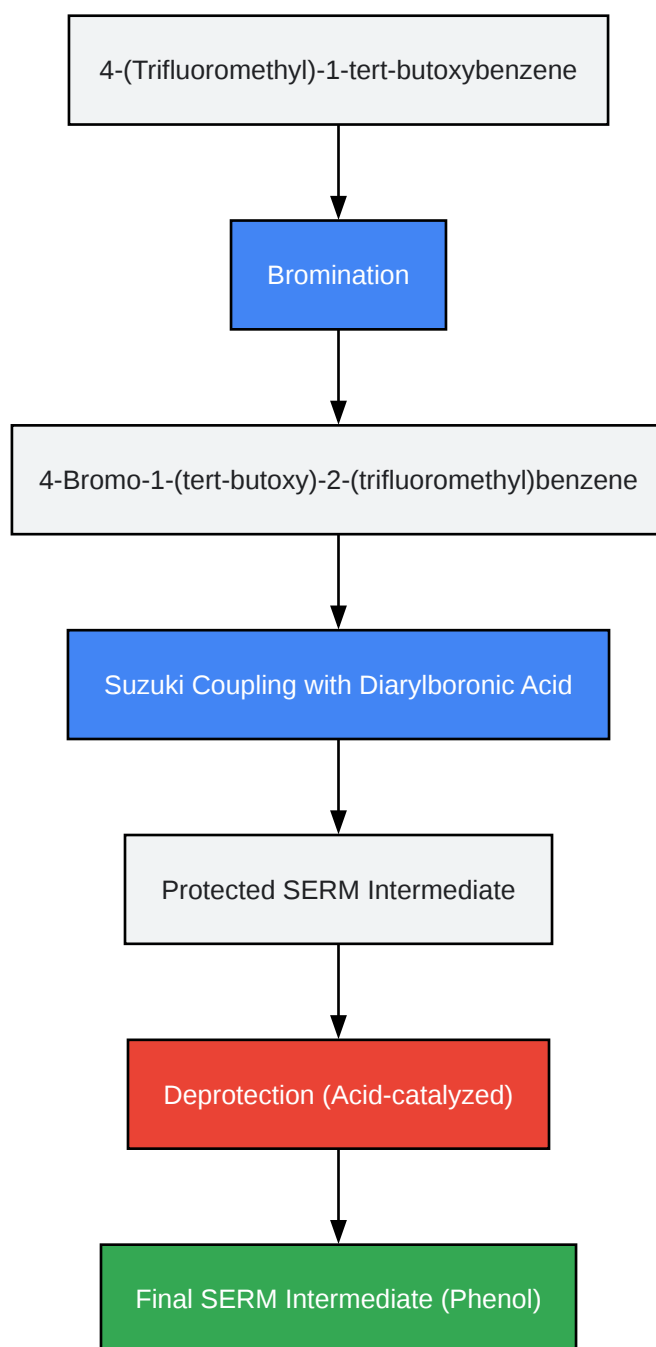 4-(Trifluoromethyl)-1-tert-butoxybenzene
Bromination
4-Bromo-1-(tert-butoxy)-2-(trifluoromethyl)benzene
Suzuki Coupling with Diarylboronic Acid
Protected SERM Intermediate
Deprotection (Acid-catalyzed)
Final SERM Intermediate (Phenol)